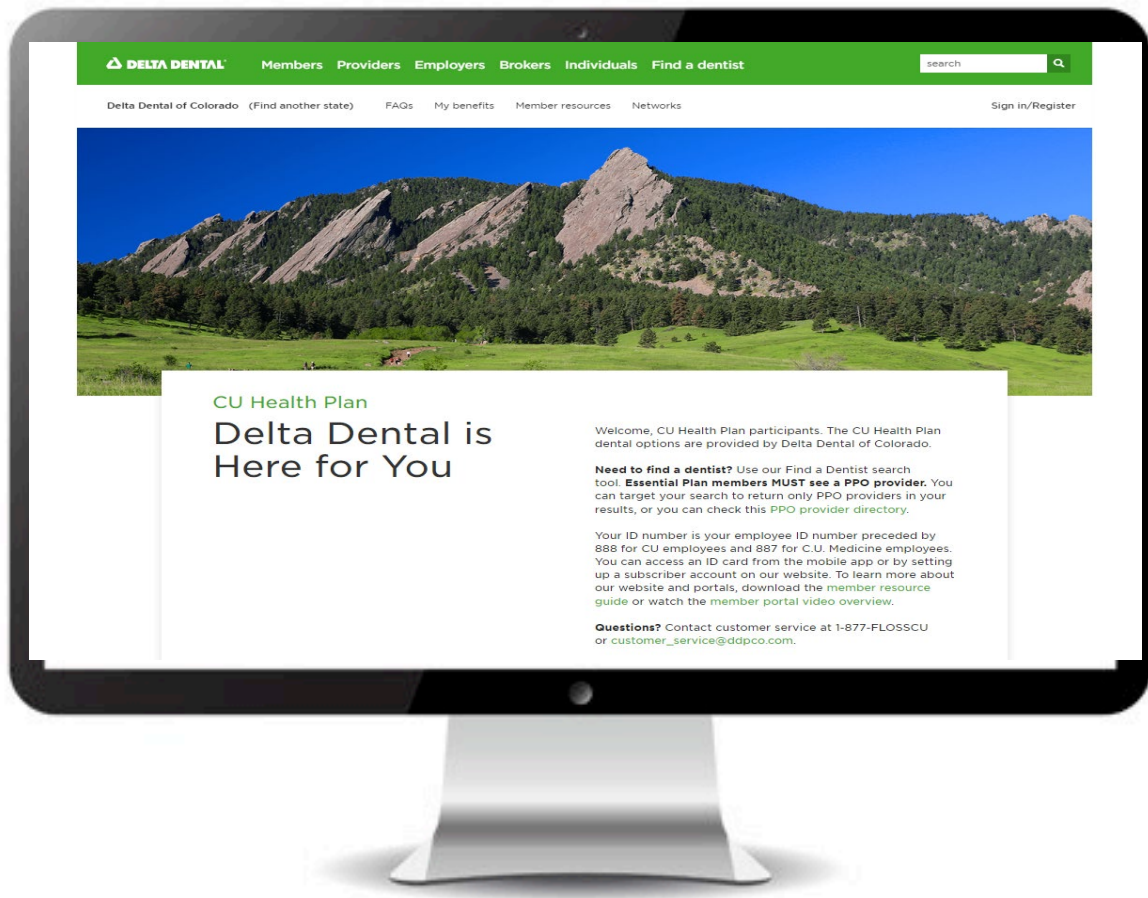 DELTA DENTAL Members Providers Employers Brokers Individuals Find a dentist search
Delta Dental of Colorado (Find another state) FAQs My benefits Member resources Networks Sign in/Register
CU Health Plan
Delta Dental is
Here for You
Welcome, CU Health Plan participants. The CU Health Plan
dental options are provided by Delta Dental of Colorado.
Need to find a dentist? Use our Find a Dentist search
tool. Essential Plan members MUST see a PPO provider. You
can target your search to return only PPO providers in your
results, or you can check this PPO provider directory.
Your ID number is your employee ID number preceded by
888 for CU employees and 887 for C.U. Medicine employees.
You can access an ID card from the mobile app or by setting
up a subscriber account on our website. To learn more about
our website and portals, download the member resource
guide or watch the member portal video overview.
Questions? Contact customer service at 1-877-FLOSSCU
or customer_service@ddpco.com.